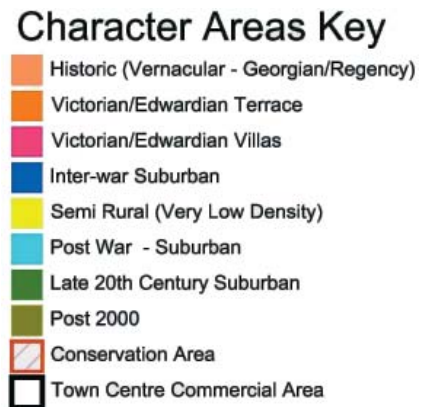 Character Areas Key
Historic (Vernacular - Georgian/Regency)
Victorian/Edwardian Terrace
Victorian/Edwardian Villas
Inter-war Suburban
Semi Rural (Very Low Density)
Post War - Suburban
Late 20th Century Suburban
Post 2000
Conservation Area
Town Centre Commercial Area